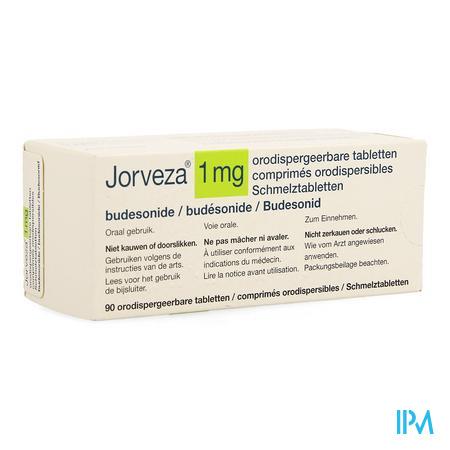 Jorveza® 1 mg
orodispergeerbare tabletten
comprimés orodispersibles
Schmelztabletten
budesonide / budésonide / Budesonid
Oraal gebruik.
Niet kauwen of doorslikken.
Gebruiken volgens de
instructies van de arts.
Lees voor het gebruik
de bijsluiter.
Voie orale.
Ne pas mâcher ni avaler.
À utiliser conformément aux
indications du médecin.
Lire la notice avant utilisation.
Zum Einnehmen.
Nicht zerkauen oder schlucken.
Wie vom Arzt angewiesen
anwenden.
Packungsbeilage beachten.
90 orodispergeerbare tabletten / comprimés orodispersibles / Schmelztabletten
Jorveza® 1 mg
IPM